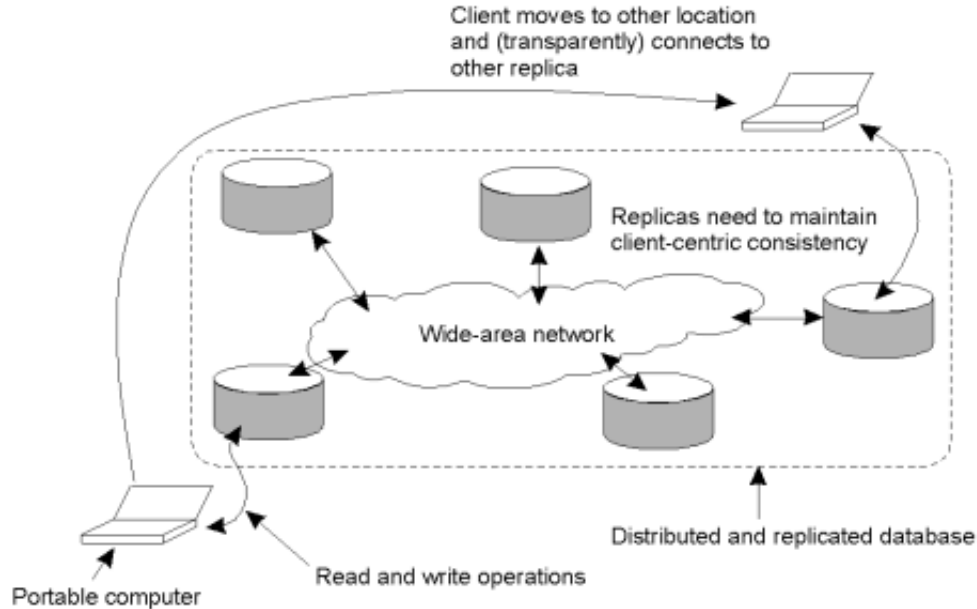 Client moves to other location
and (transparently) connects to
other replica
Replicas need to maintain
client-centric consistency
Wide-area network
Distributed and replicated database
Read and write operations
Portable computer